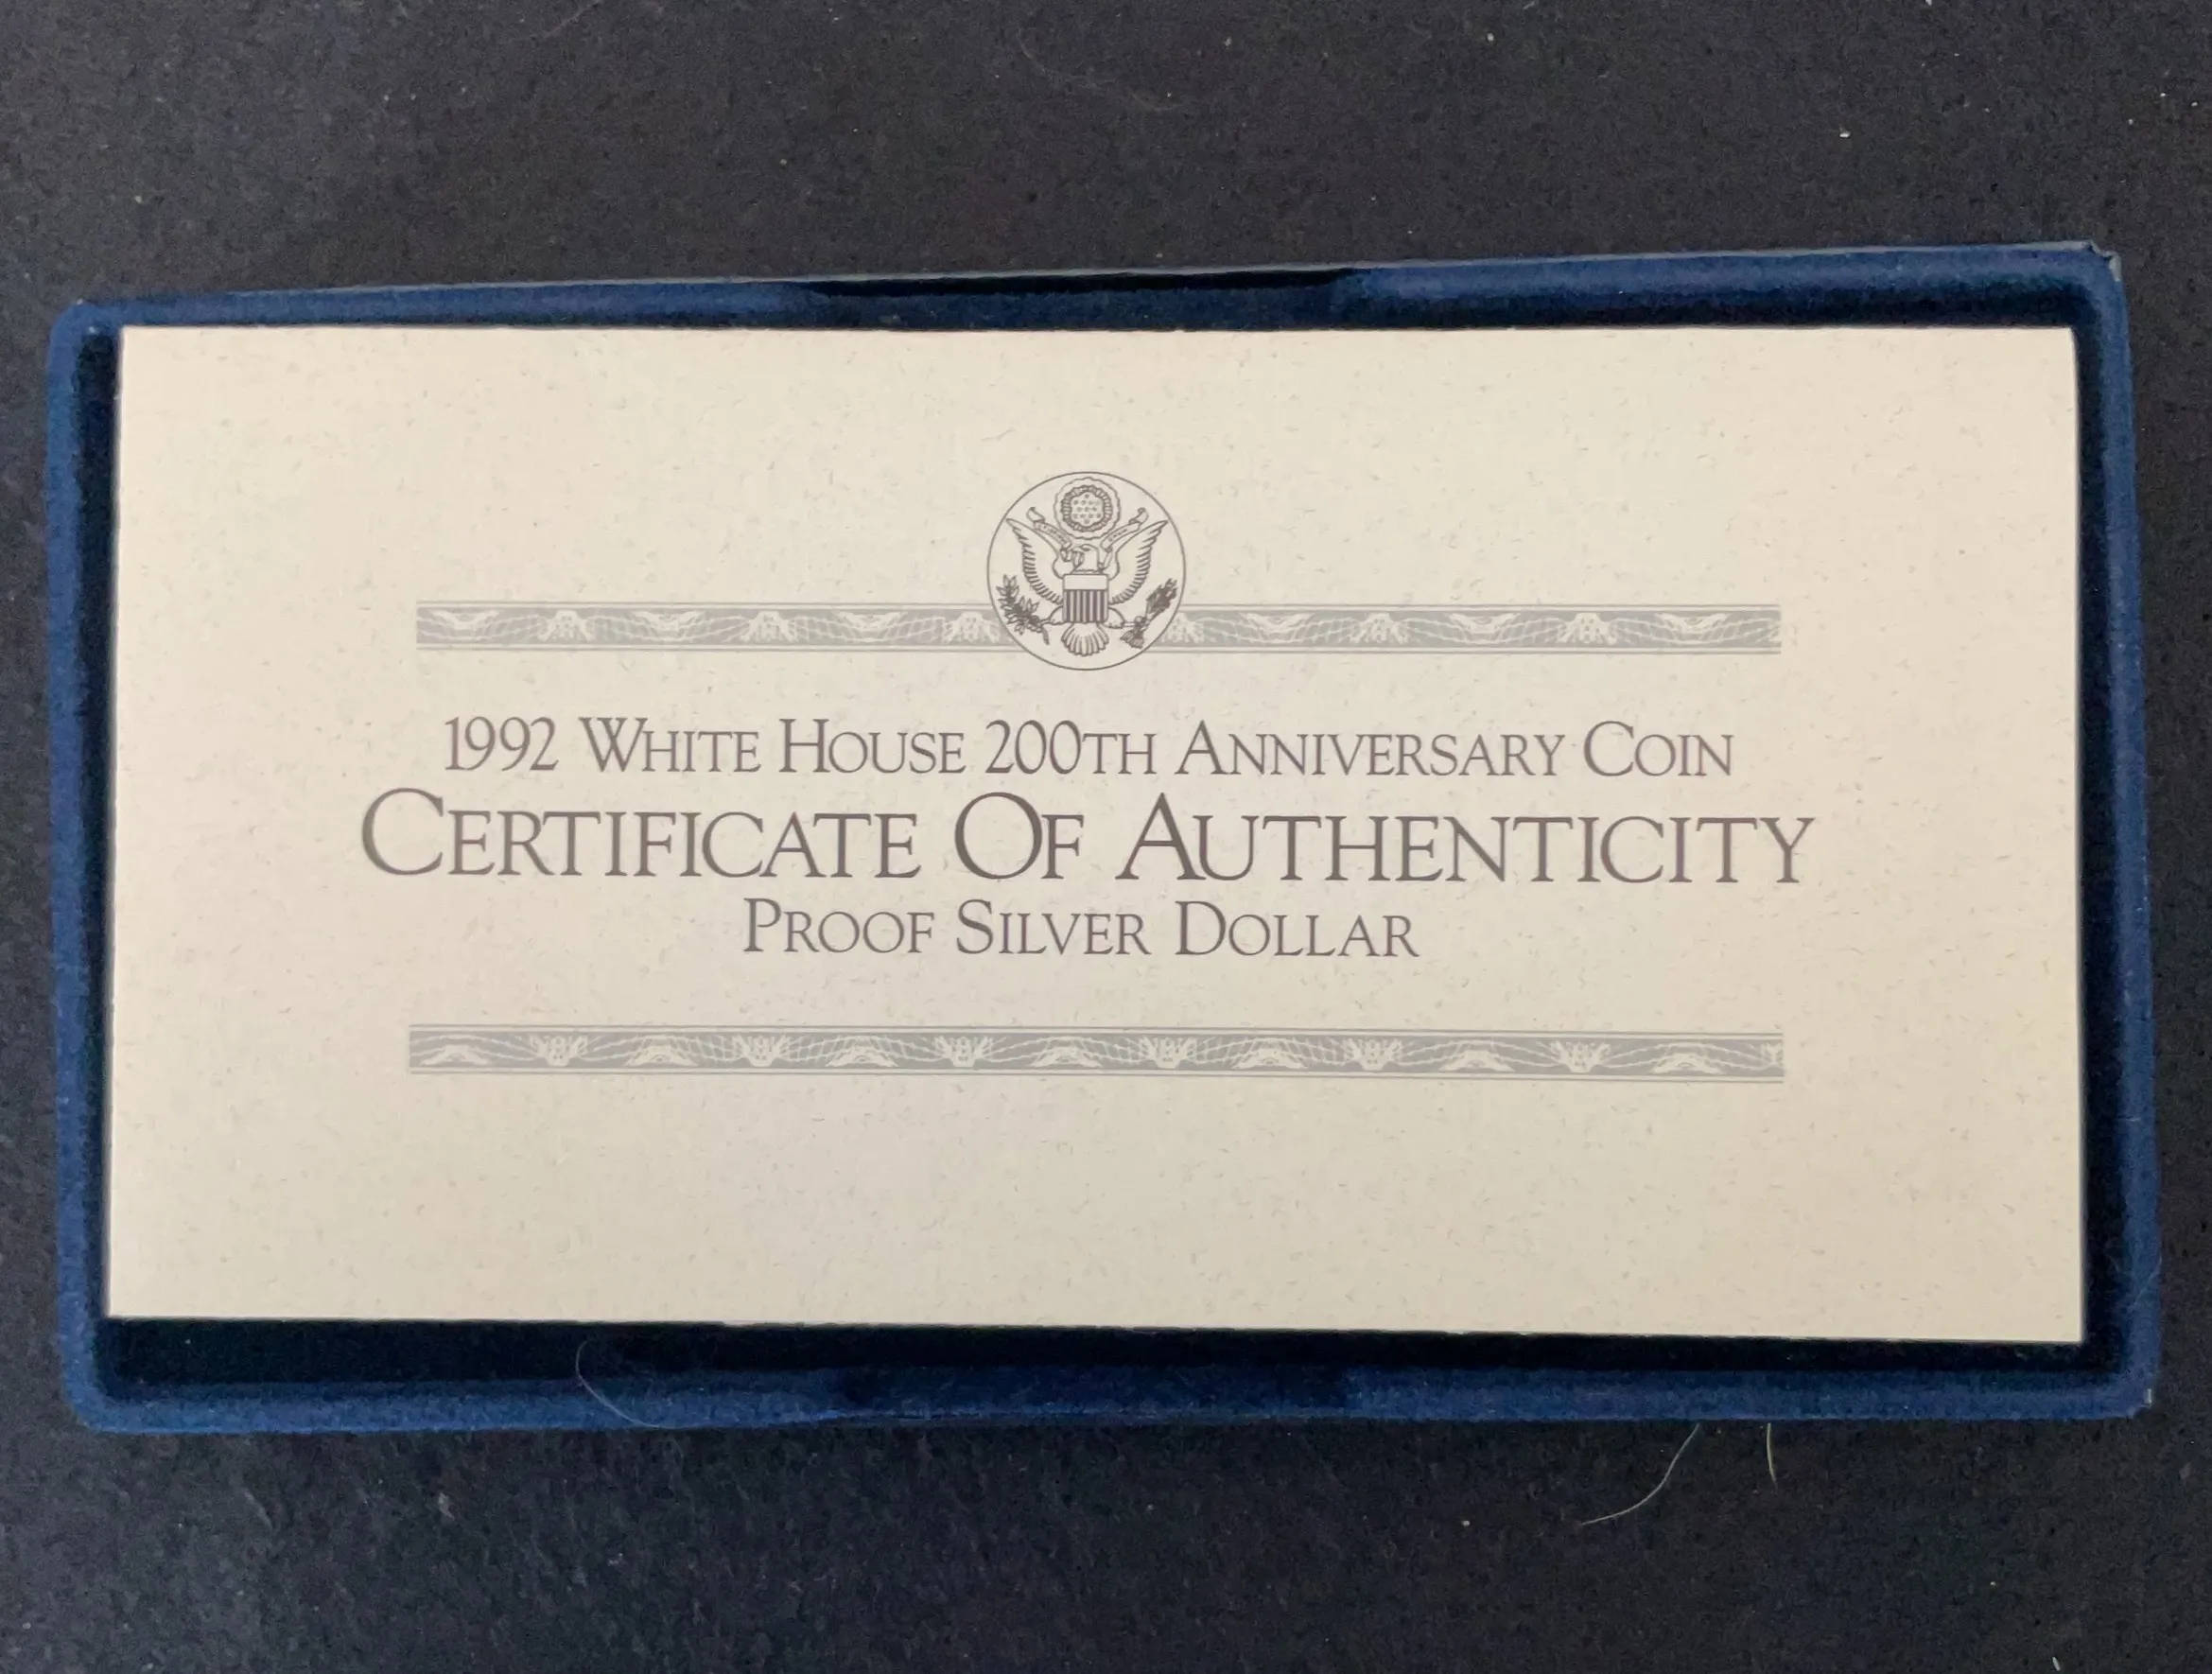 1992 WHITE HOUSE 200TH ANNIVERSARY COIN
CERTIFICATE OF AUTHENTICITY
PROOF SILVER DOLLAR